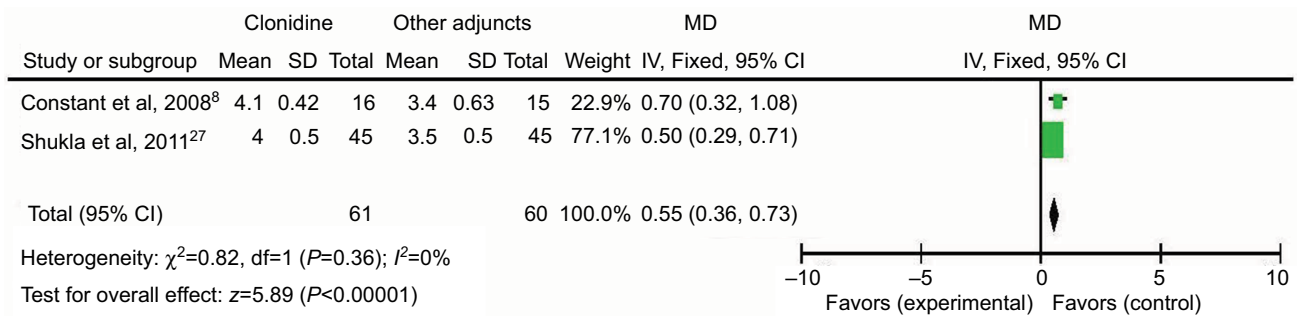 Clonidine Other adjuncts MD MD
Study or subgroup Mean SD Total Mean SD Total Weight IV, Fixed, 95% CI IV, Fixed, 95% CI
Constant et al, 2008⁸ 4.1 0.42 16 3.4 0.63 15 22.9% 0.70 (0.32, 1.08)
Shukla et al, 2011²⁷ 4 0.5 45 3.5 0.5 45 77.1% 0.50 (0.29, 0.71)
Total (95% CI) 61 60 100.0% 0.55 (0.36, 0.73)
Heterogeneity: χ²=0.82, df=1 (P=0.36); I²=0%
Test for overall effect: z=5.89 (P<0.00001)
–10 –5 0 5 10
Favors (experimental) Favors (control)